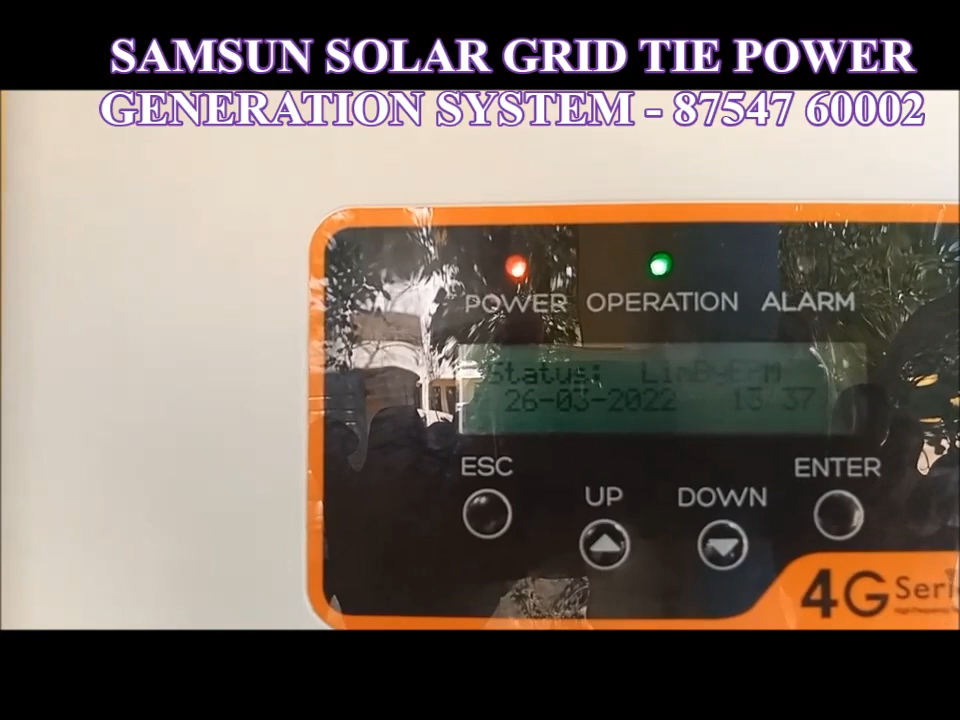 SAMSUN SOLAR GRID TIE POWER
GENERATION SYSTEM - 87547 60002
POWER OPERATION ALARM
Status: LimByEPM
26-03-2022 13:37
ESC
ENTER
UP
DOWN
4G